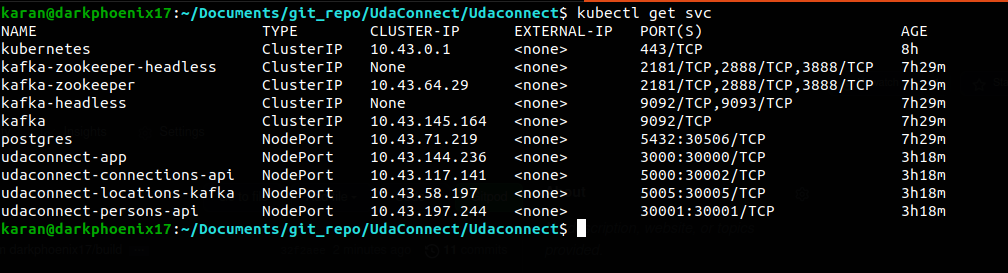 karan@darkphoenix17:~/Documents/git_repo/UdaConnect/Udaconnect$ kubectl get svc
NAME TYPE CLUSTER-IP EXTERNAL-IP PORT(S) AGE
kubernetes ClusterIP 10.43.0.1 <none> 443/TCP 8h
kafka-zookeeper-headless ClusterIP None <none> 2181/TCP,2888/TCP,3888/TCP 7h29m
kafka-zookeeper ClusterIP 10.43.64.29 <none> 2181/TCP,2888/TCP,3888/TCP 7h29m
kafka-headless ClusterIP None <none> 9092/TCP,9093/TCP 7h29m
kafka ClusterIP 10.43.145.164 <none> 9092/TCP 7h29m
postgres NodePort 10.43.71.219 <none> 5432:30506/TCP 7h29m
udaconnect-app NodePort 10.43.144.236 <none> 3000:30000/TCP 3h18m
udaconnect-connections-api NodePort 10.43.117.141 <none> 5000:30002/TCP 3h18m
udaconnect-locations-kafka NodePort 10.43.58.197 <none> 5005:30005/TCP 3h18m
udaconnect-persons-api NodePort 10.43.197.244 <none> 30001:30001/TCP 3h18m
karan@darkphoenix17:~/Documents/git_repo/UdaConnect/Udaconnect$